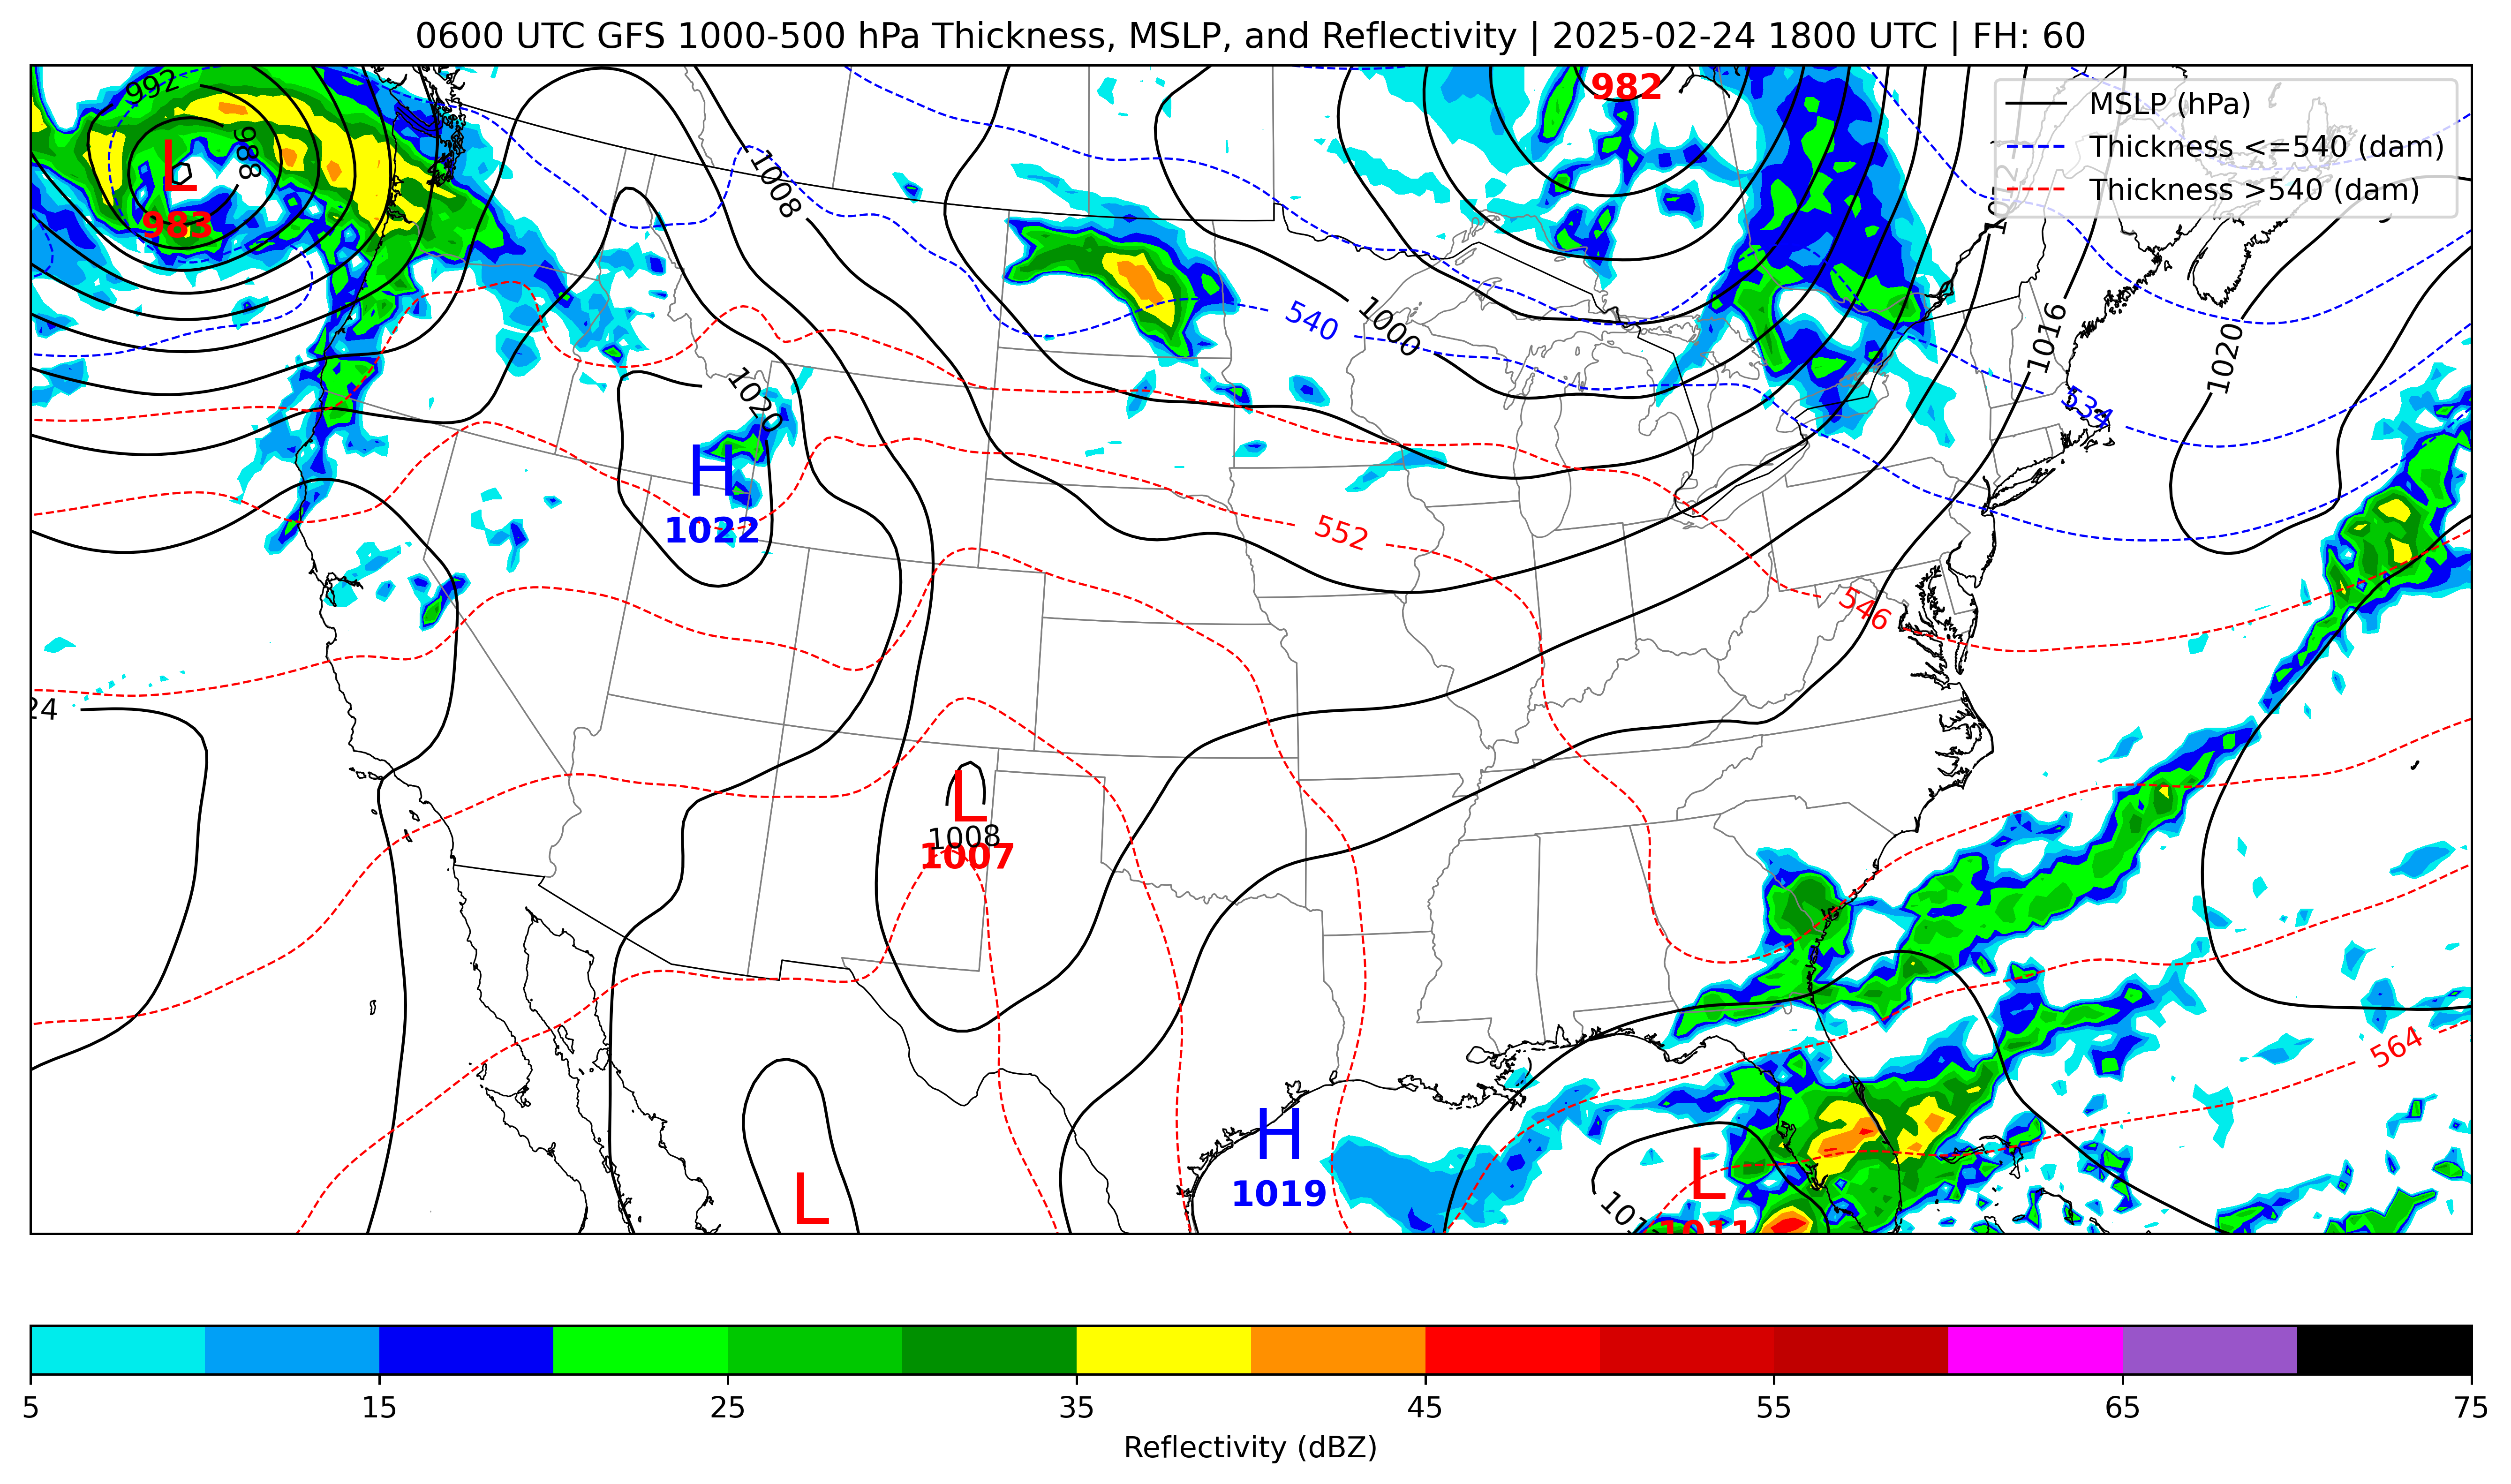 0600 UTC GFS 1000-500 hPa Thickness, MSLP, and Reflectivity | 2025-02-24 1800 UTC | FH: 60
992
988
L
983
982
MSLP (hPa)
Thickness <=540 (dam)
Thickness >540 (dam)
1008
540
1000
1016
1020
534
1020
H
1022
552
546
24
L
1008
1007
564
H
1019
L
1011
L
5 15 25 35 45 55 65 75
Reflectivity (dBZ)